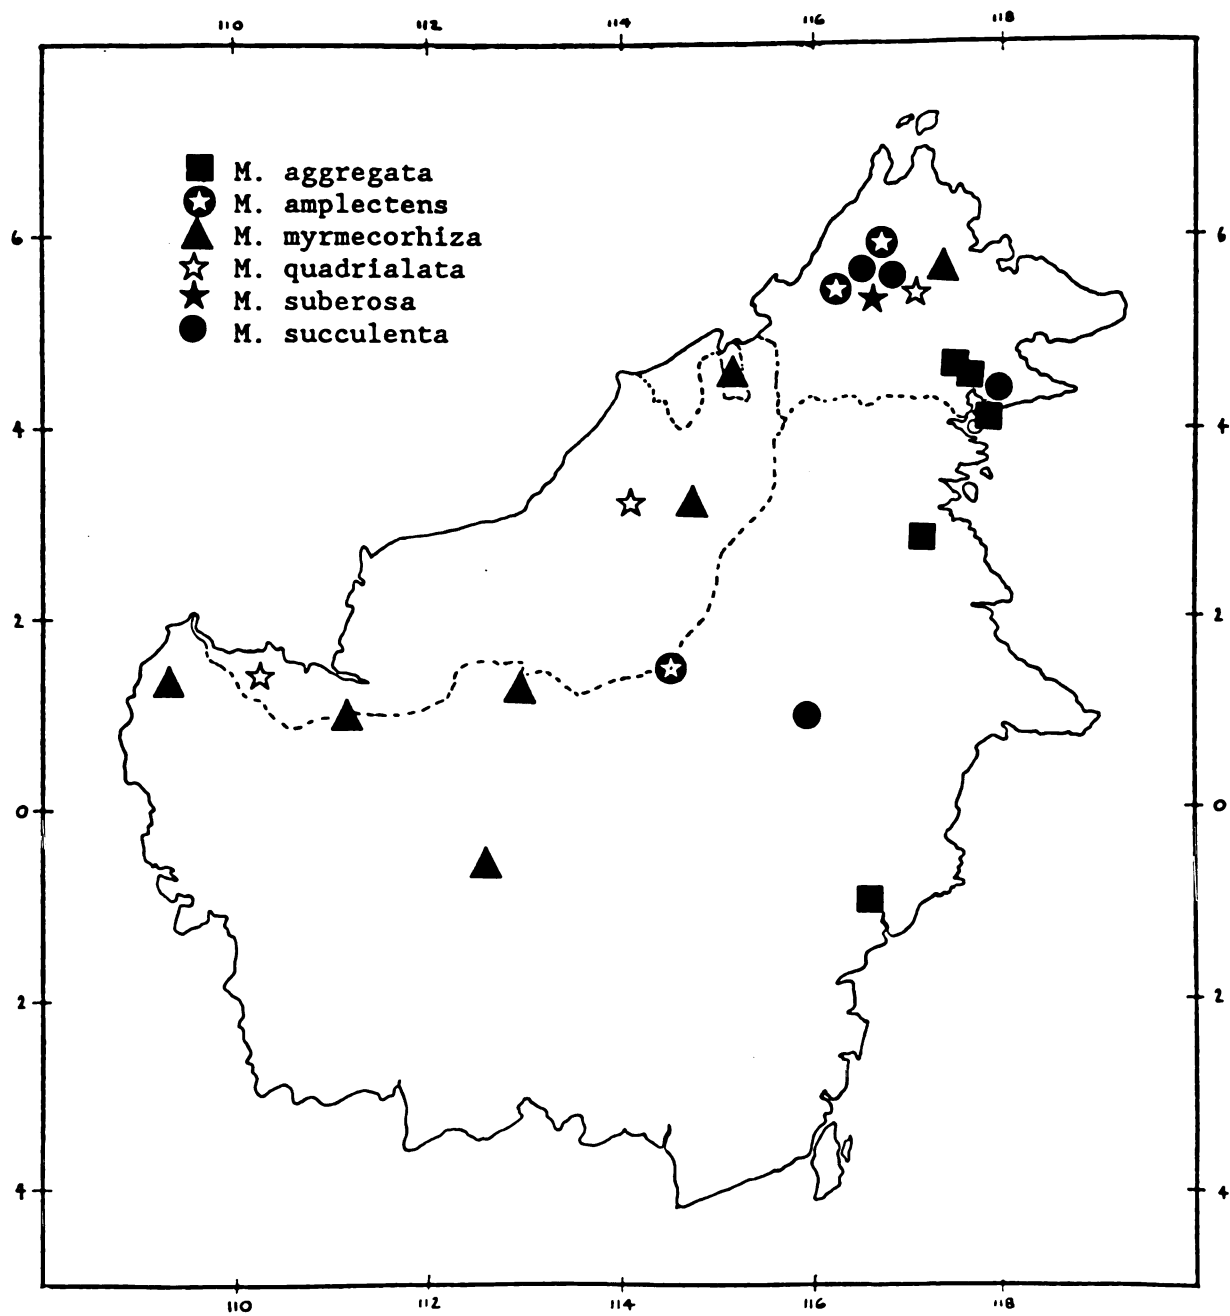 110 112 114 116 118
M. aggregata
M. amplectens
M. myrmecorhiza
M. quadrialata
M. suberosa
M. succulenta
6 6
4 4
2 2
0 0
2 2
4 4
110 112 114 116 118